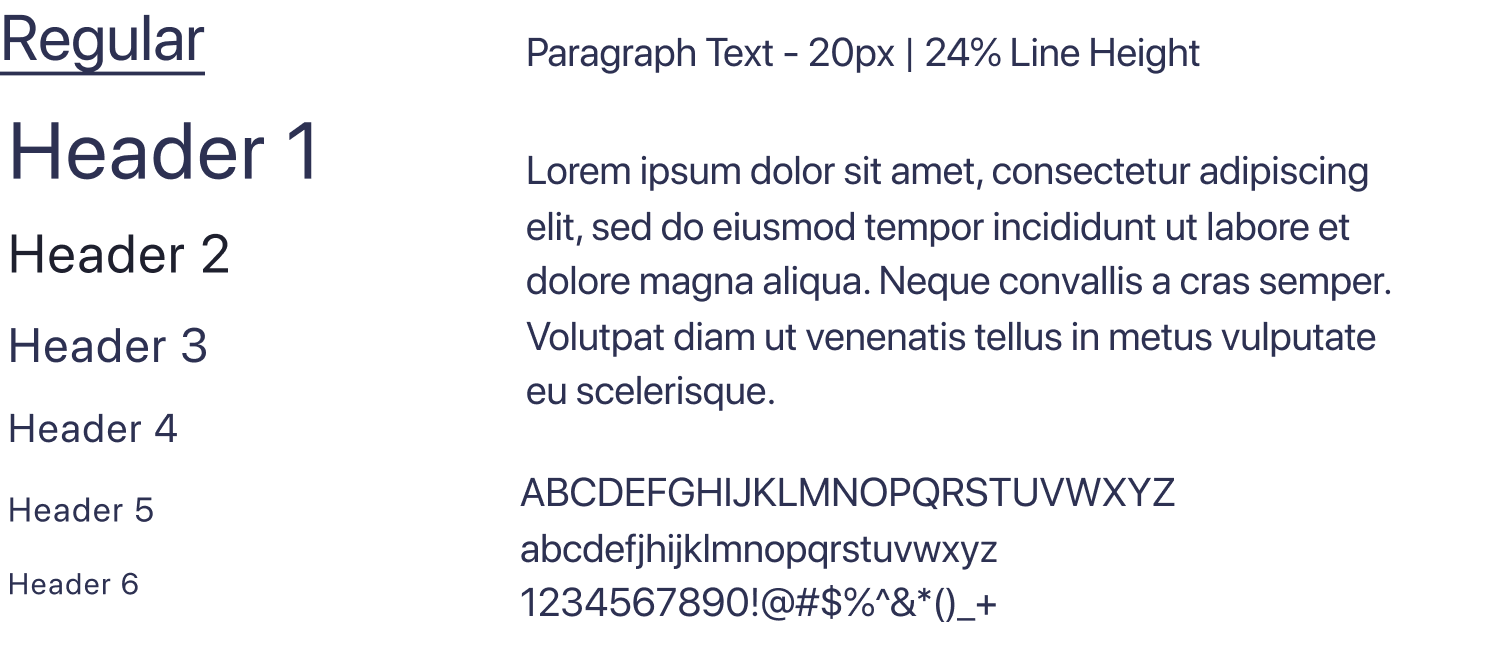 Regular
Header 1
Header 2
Header 3
Header 4
Header 5
Header 6
Paragraph Text - 20px | 24% Line Height
Lorem ipsum dolor sit amet, consectetur adipiscing
elit, sed do eiusmod tempor incididunt ut labore et
dolore magna aliqua. Neque convallis a cras semper.
Volutpat diam ut venenatis tellus in metus vulputate
eu scelerisque.
ABCDEFGHIJKLMNOPQRSTUVWXYZ
abcdefjhijklmnopqrstuvwxyz
1234567890!@#$%^&*()_+